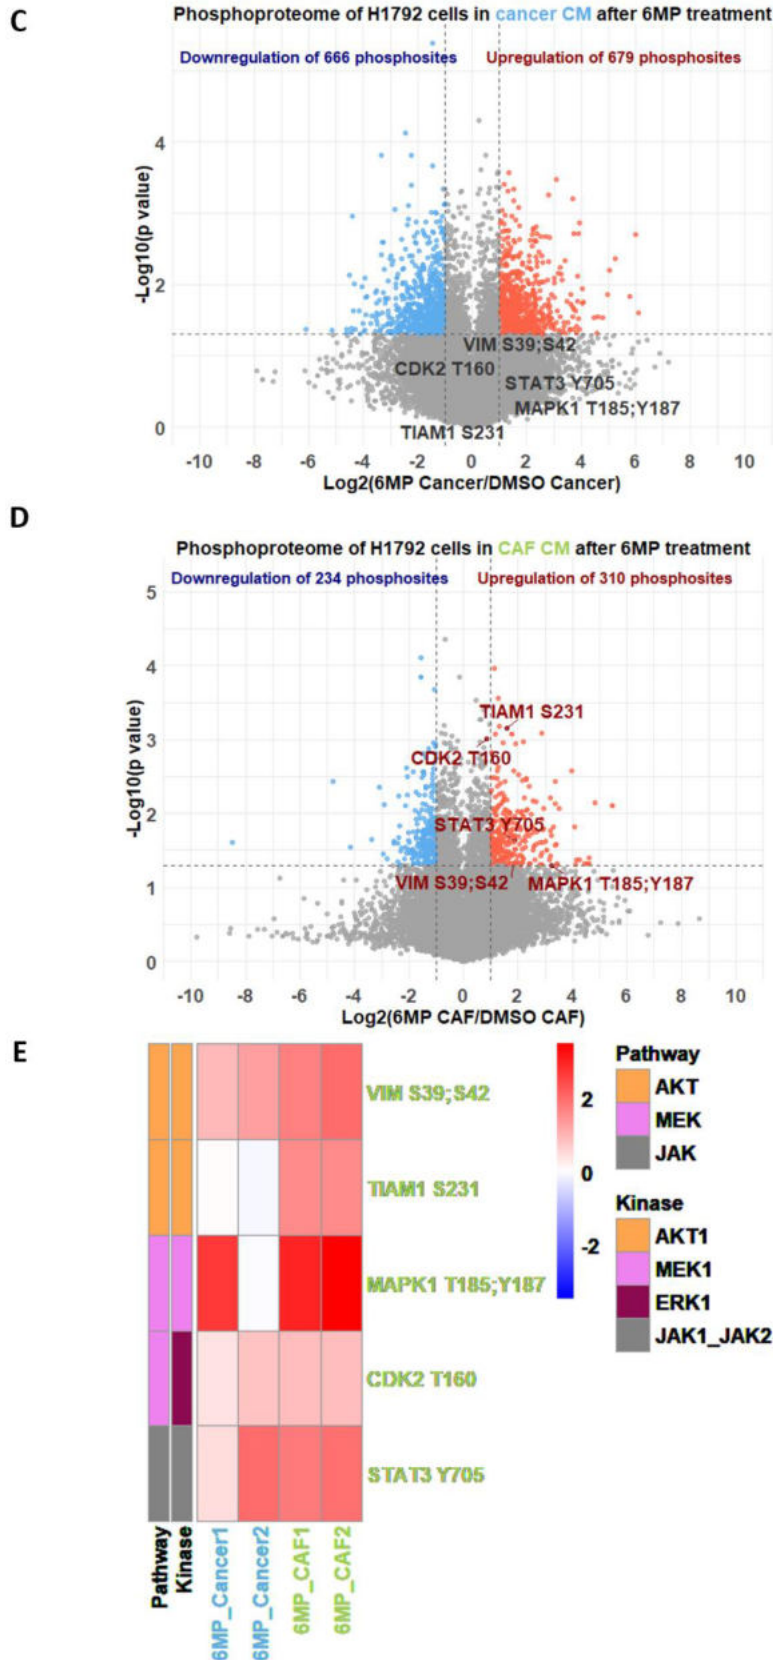 C
Phosphoproteome of H1792 cells in cancer CM after 6MP treatment
Downregulation of 666 phosphosites
Upregulation of 679 phosphosites
4
2
0
-Log10(p value)
VIM S39;S42
CDK2 T160
STAT3 Y705
MAPK1 T185;Y187
TIAM1 S231
-10 -8 -6 -4 -2 0 2 4 6 8 10
Log2(6MP Cancer/DMSO Cancer)
D
Phosphoproteome of H1792 cells in CAF CM after 6MP treatment
Downregulation of 234 phosphosites
Upregulation of 310 phosphosites
5
4
3
2
1
0
-Log10(p value)
TIAM1 S231
CDK2 T160
STAT3 Y705
VIM S39;S42
MAPK1 T185;Y187
-10 -8 -6 -4 -2 0 2 4 6 8 10
Log2(6MP CAF/DMSO CAF)
E
VIM S39;S42
TIAM1 S231
MAPK1 T185;Y187
CDK2 T160
STAT3 Y705
Pathway
Kinase
6MP_Cancer1
6MP_Cancer2
6MP_CAF1
6MP_CAF2
2
0
-2
Pathway
AKT
MEK
JAK
Kinase
AKT1
MEK1
ERK1
JAK1_JAK2